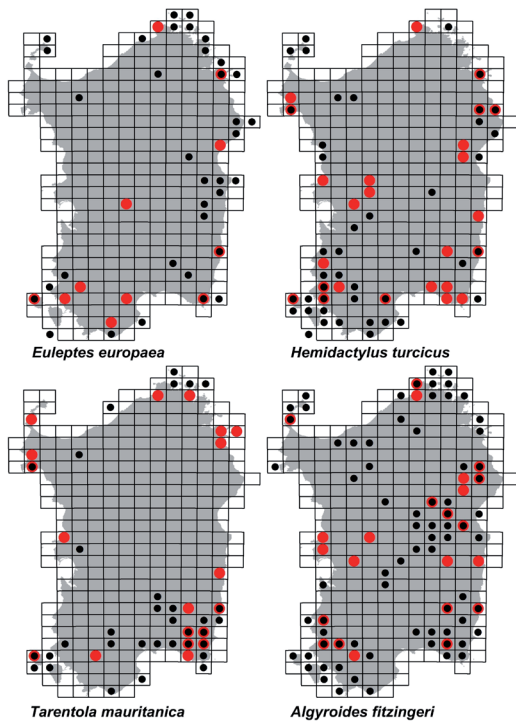 Euleptes europaea
Hemidactylus turcicus
Tarentola mauritanica
Algyroides fitzingeri